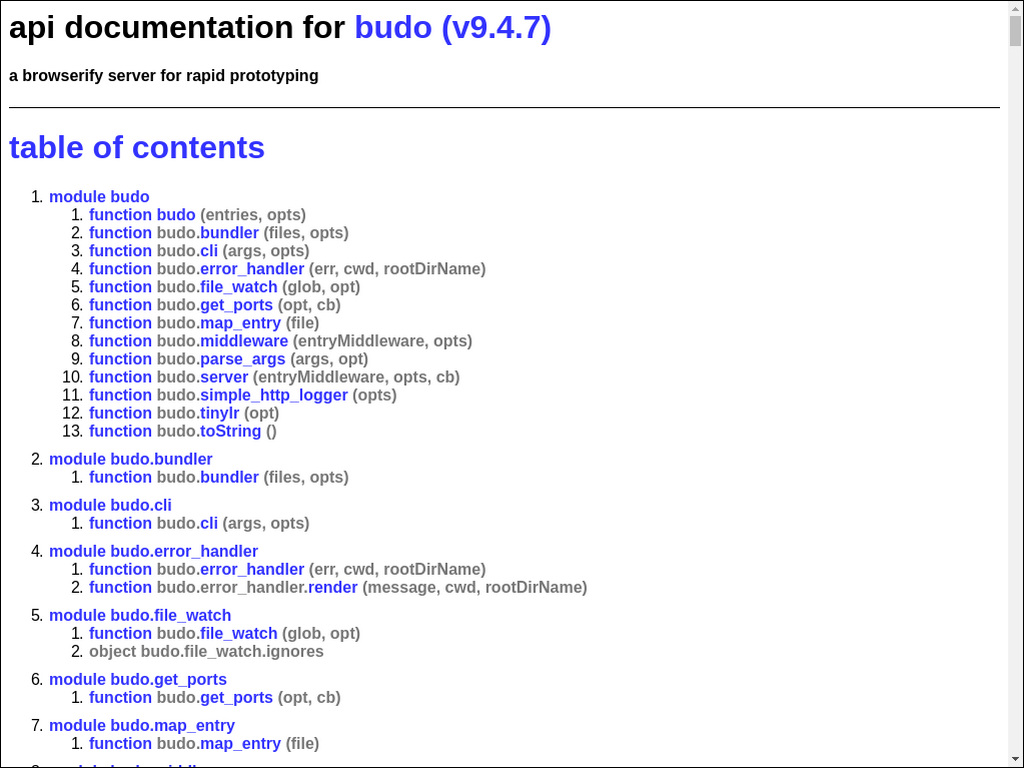 api documentation for budo (v9.4.7)
a browserify server for rapid prototyping
table of contents
1. module budo
1. function budo (entries, opts)
2. function budo.bundler (files, opts)
3. function budo.cli (args, opts)
4. function budo.error_handler (err, cwd, rootDirName)
5. function budo.file_watch (glob, opt)
6. function budo.get_ports (opt, cb)
7. function budo.map_entry (file)
8. function budo.middleware (entryMiddleware, opts)
9. function budo.parse_args (args, opt)
10. function budo.server (entryMiddleware, opts, cb)
11. function budo.simple_http_logger (opts)
12. function budo.tinylr (opt)
13. function budo.toString ()
2. module budo.bundler
1. function budo.bundler (files, opts)
3. module budo.cli
1. function budo.cli (args, opts)
4. module budo.error_handler
1. function budo.error_handler (err, cwd, rootDirName)
2. function budo.error_handler.render (message, cwd, rootDirName)
5. module budo.file_watch
1. function budo.file_watch (glob, opt)
2. object budo.file_watch.ignores
6. module budo.get_ports
1. function budo.get_ports (opt, cb)
7. module budo.map_entry
1. function budo.map_entry (file)